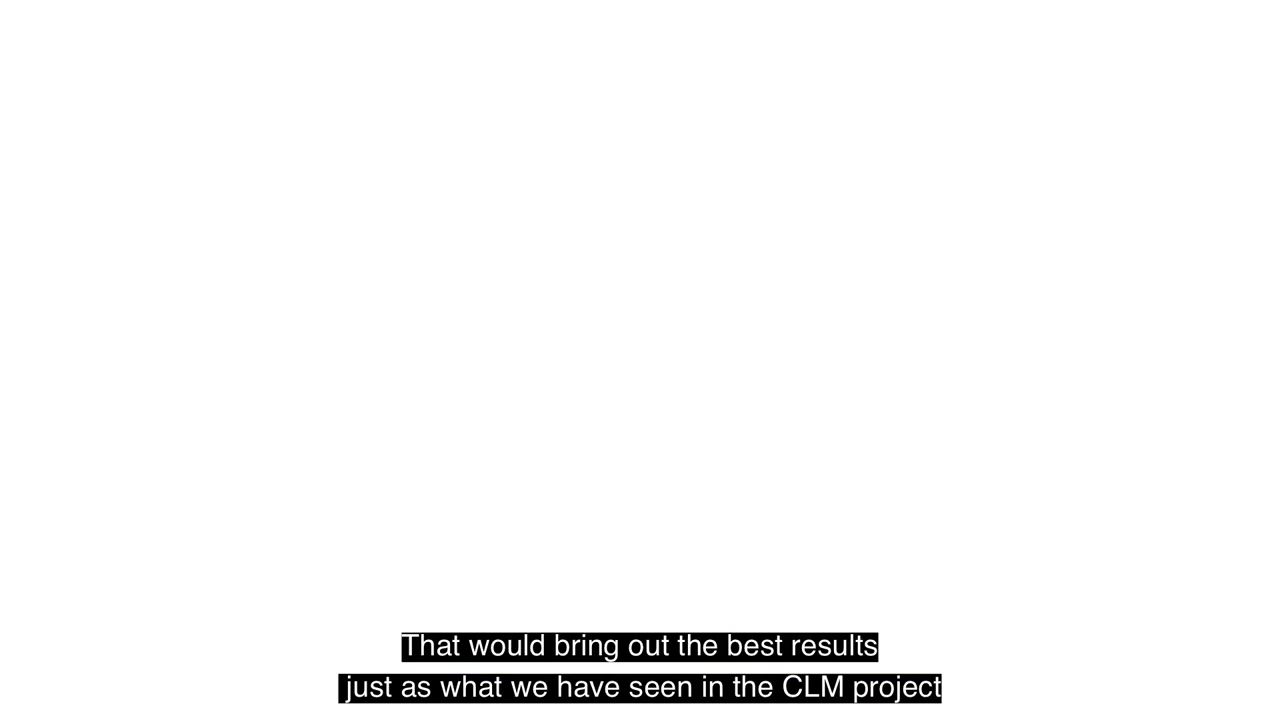 That would bring out the best results
just as what we have seen in the CLM project